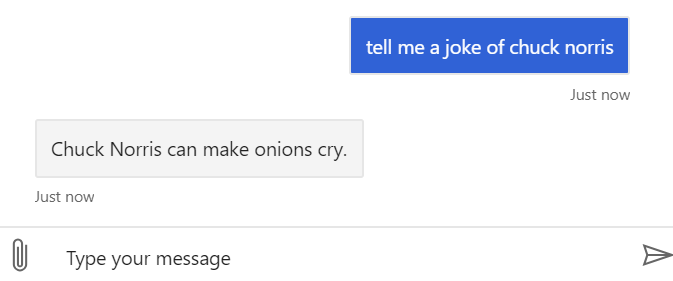 tell me a joke of chuck norris
Just now
Chuck Norris can make onions cry.
Just now
Type your message